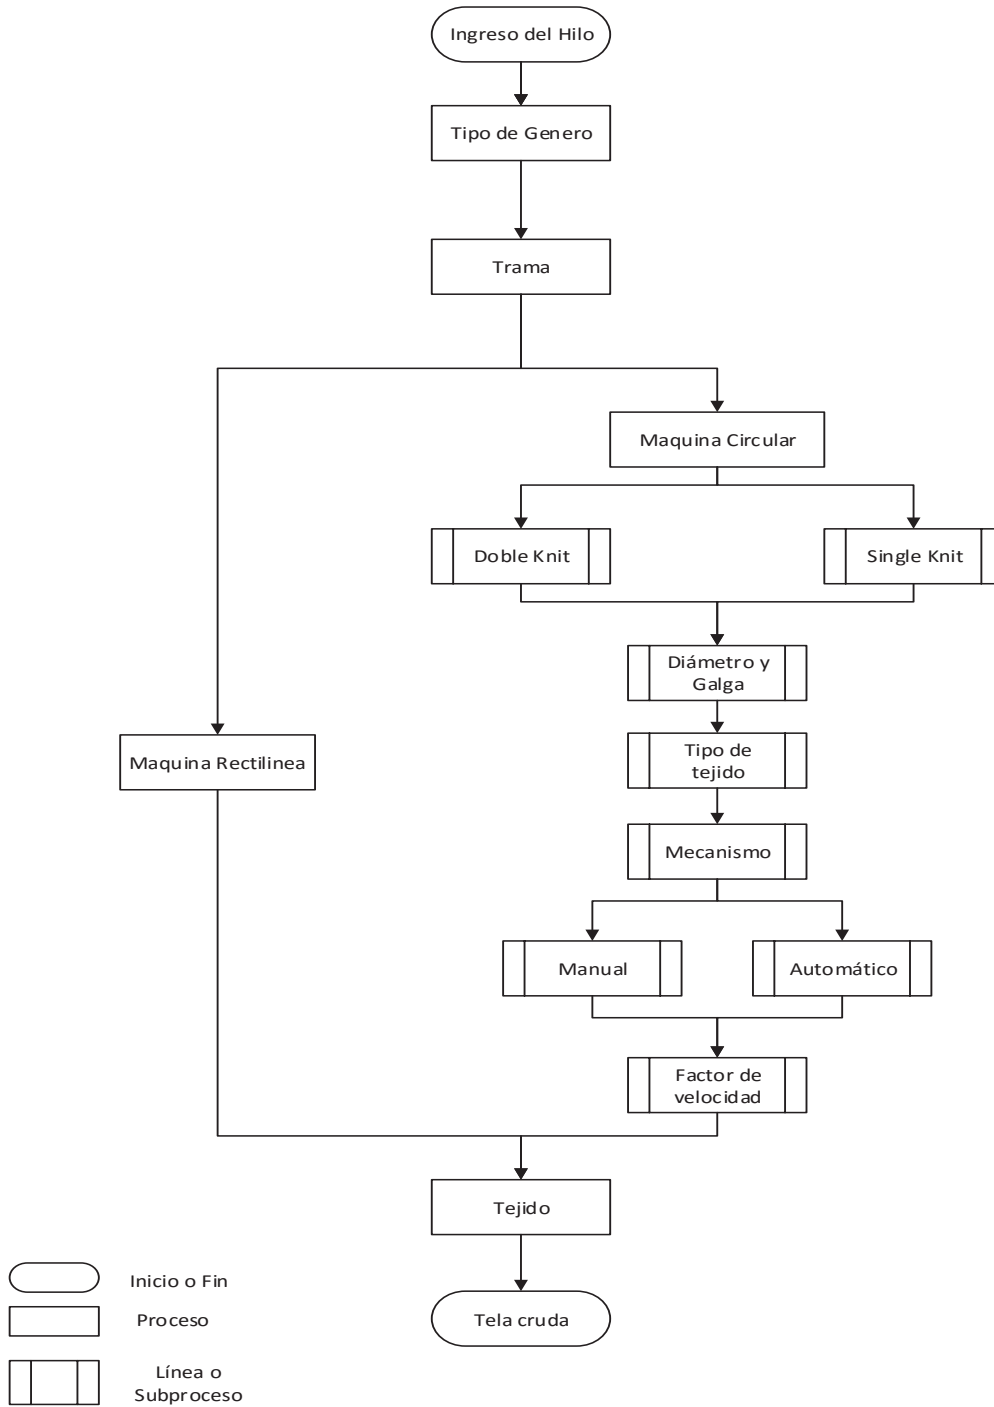 Ingreso del Hilo
Tipo de Genero
Trama
Maquina Circular
Doble Knit
Single Knit
Diámetro y
Galga
Maquina Rectilinea
Tipo de
tejido
Mecanismo
Manual
Automático
Factor de
velocidad
Tejido
Tela cruda
Inicio o Fin
Proceso
Línea o
Subproceso